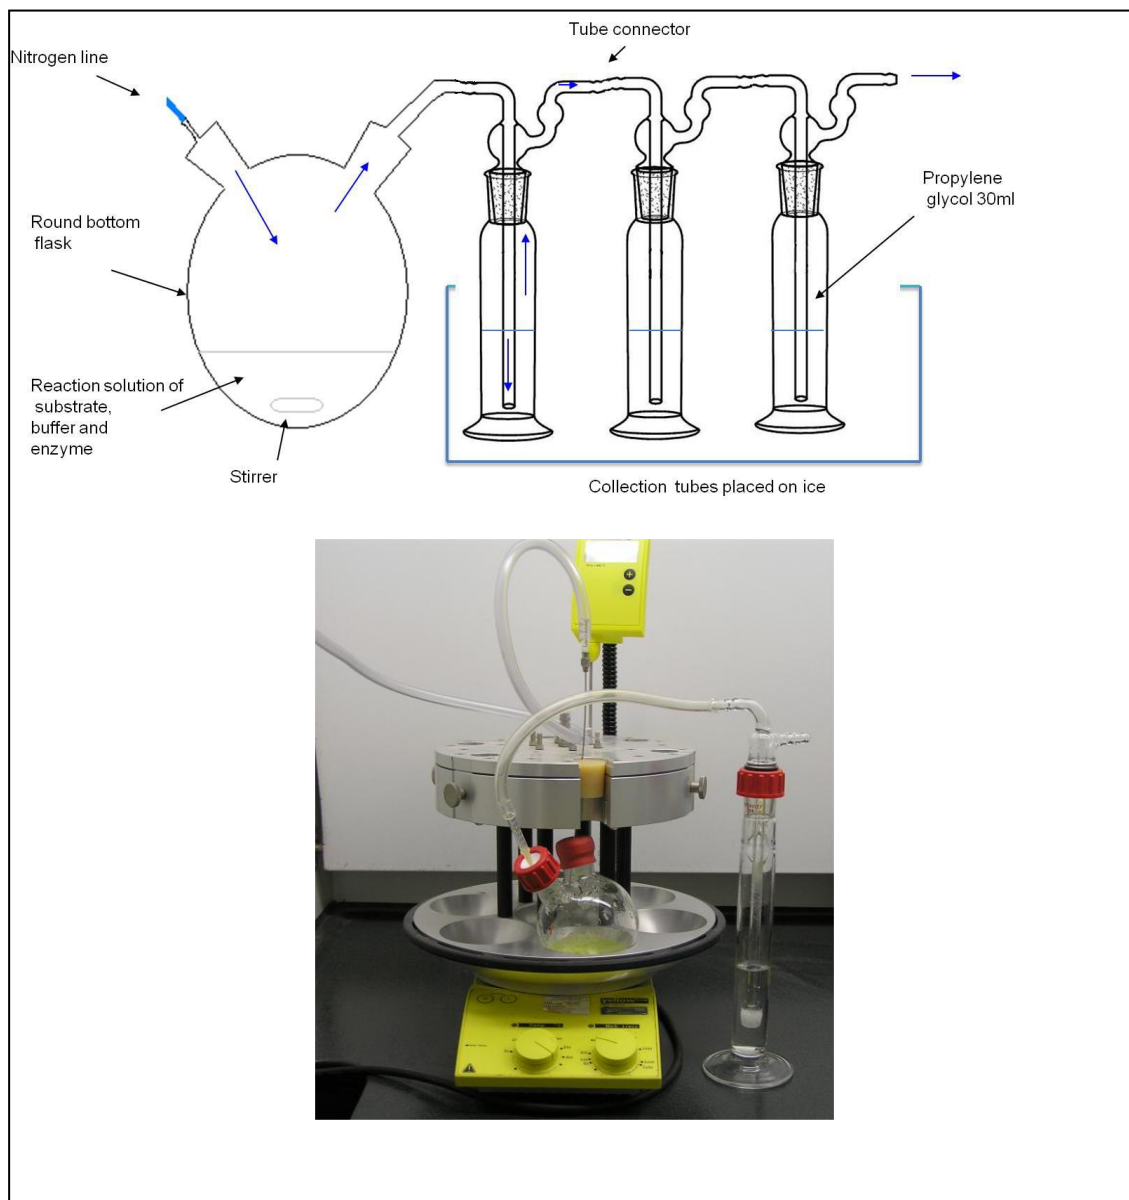 Tube connector
Nitrogen line
Propylene
glycol 30ml
Round bottom
flask
Reaction solution of
substrate,
buffer and
enzyme
Stirrer
Collection tubes placed on ice
yellow